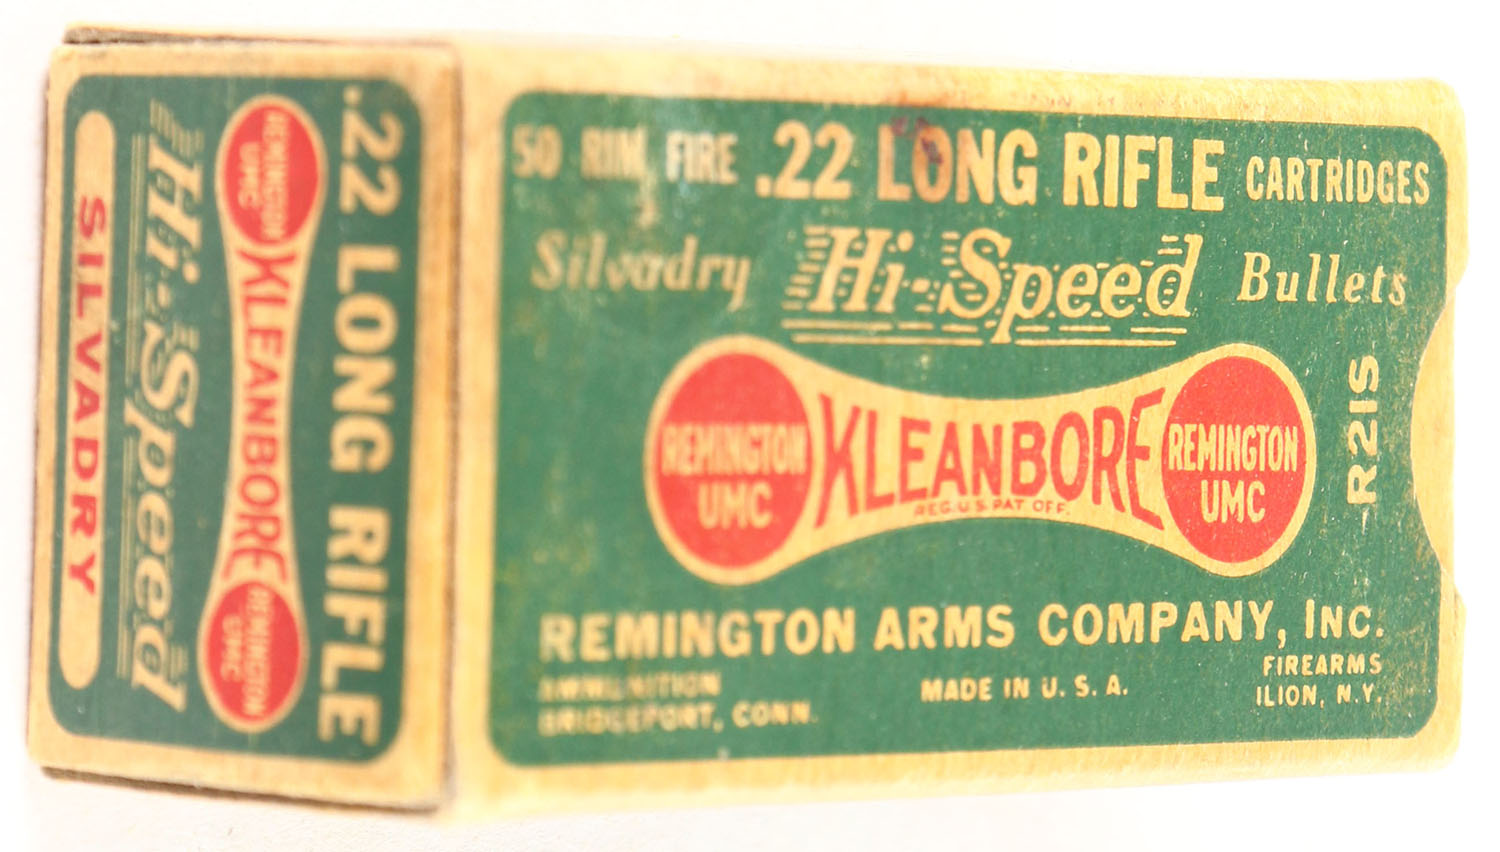 .22 LONG RIFLE
REMINGTON
UMC
KLEANBORE
REMINGTON
UMC
Hi-Speed
SILVADRY
50 RIM FIRE .22 LONG RIFLE CARTRIDGES
Silvadry Hi-Speed Bullets
REMINGTON
UMC
KLEANBORE
REG. U.S. PAT. OFF.
REMINGTON
UMC
R21S
REMINGTON ARMS COMPANY, INC.
AMMUNITION
BRIDGEPORT, CONN.
MADE IN U. S. A.
FIREARMS
ILION, N.Y.